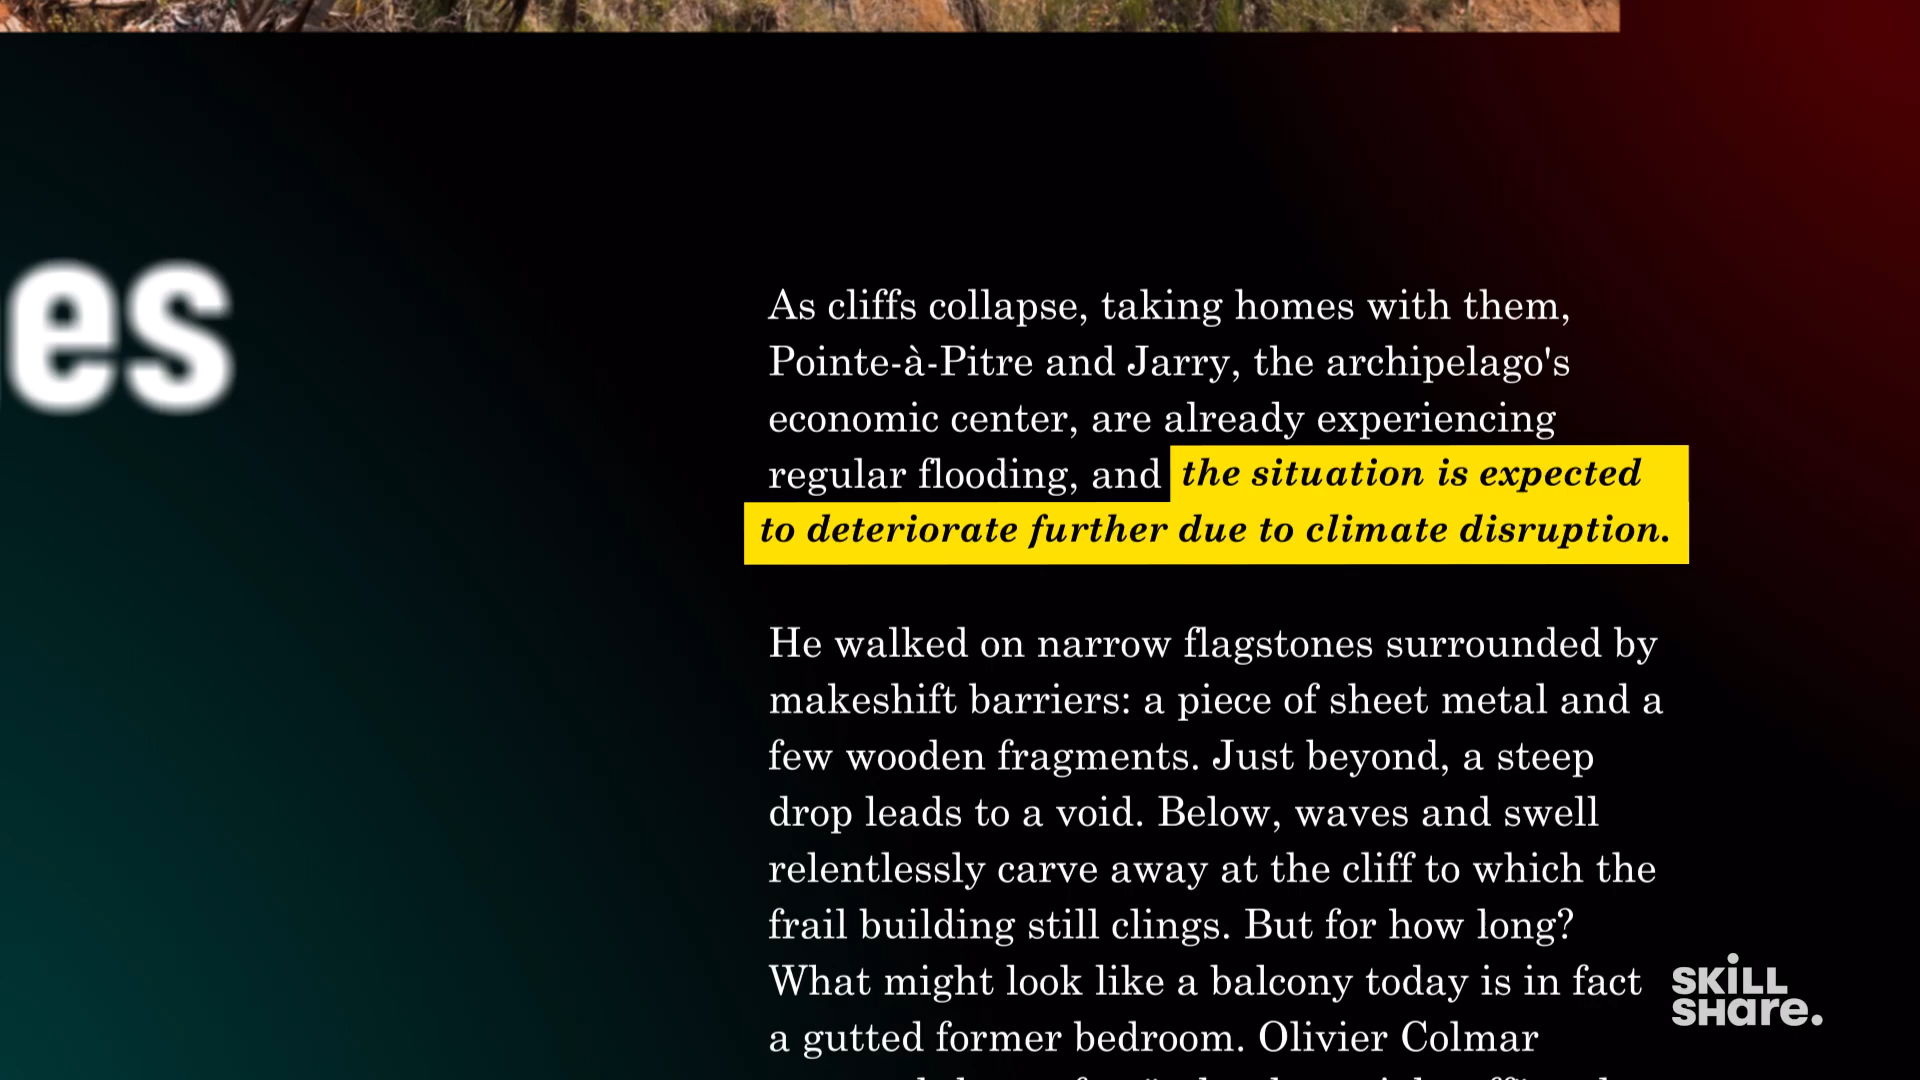 es
As cliffs collapse, taking homes with them,
Pointe-à-Pitre and Jarry, the archipelago's
economic center, are already experiencing
regular flooding, and the situation is expected
to deteriorate further due to climate disruption.
He walked on narrow flagstones surrounded by
makeshift barriers: a piece of sheet metal and a
few wooden fragments. Just beyond, a steep
drop leads to a void. Below, waves and swell
relentlessly carve away at the cliff to which the
frail building still clings. But for how long?
What might look like a balcony today is in fact
a gutted former bedroom. Olivier Colmar
SKiLL
SHare.